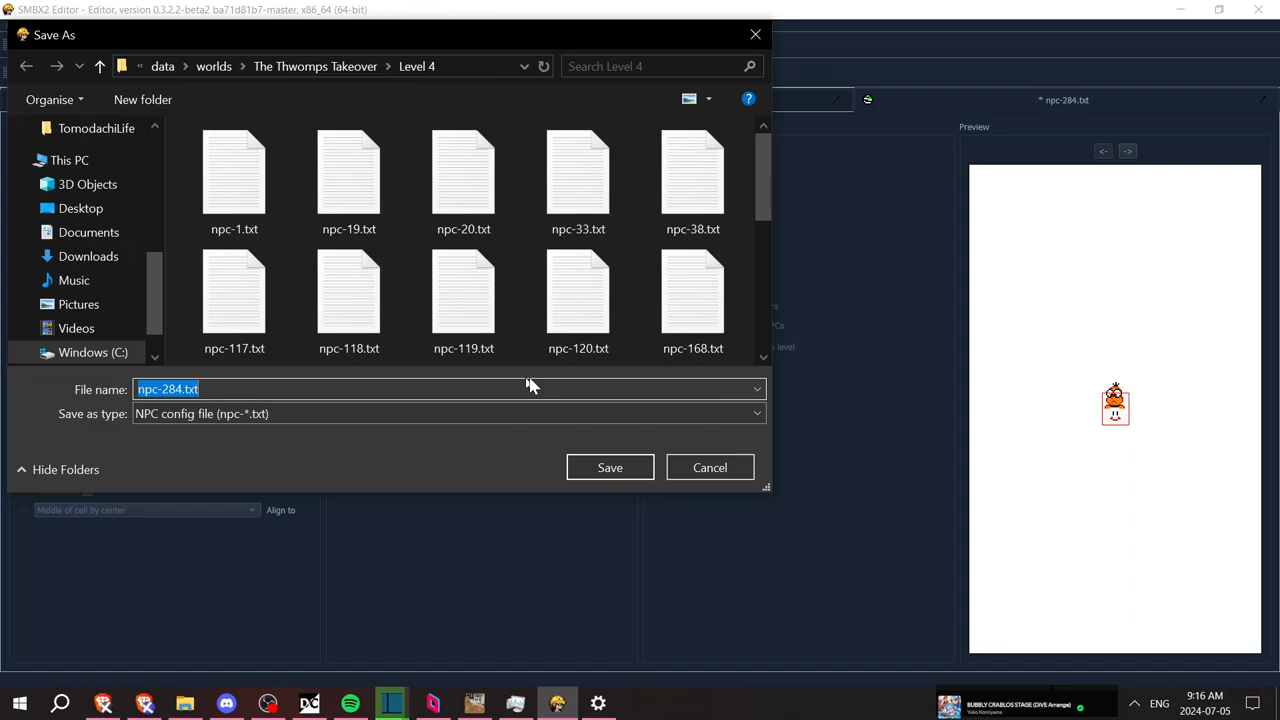 SMBX2 Editor - Editor, version 0.3.2.2-beta2 ba71d81b7-master, x86_64 (64-bit)
Save As
« data worlds The Thwomps Takeover Level 4
Search Level 4
Organise New folder
* npc-284.txt
Preview
<- ->
TomodachiLife
This PC
3D Objects
Desktop
Documents
Downloads
Music
Pictures
Videos
Windows (C:)
npc-1.txt npc-19.txt npc-20.txt npc-33.txt npc-38.txt
npc-117.txt npc-118.txt npc-119.txt npc-120.txt npc-168.txt
File name: npc-284.txt
Save as type: NPC config file (npc-*.txt)
Hide Folders
Save Cancel
Middle of cell by center Align to
BUBBLY CRABLOS STAGE (DIVE Arrange)
Yuko Komiyama
ENG
9:16 AM
2024-07-05